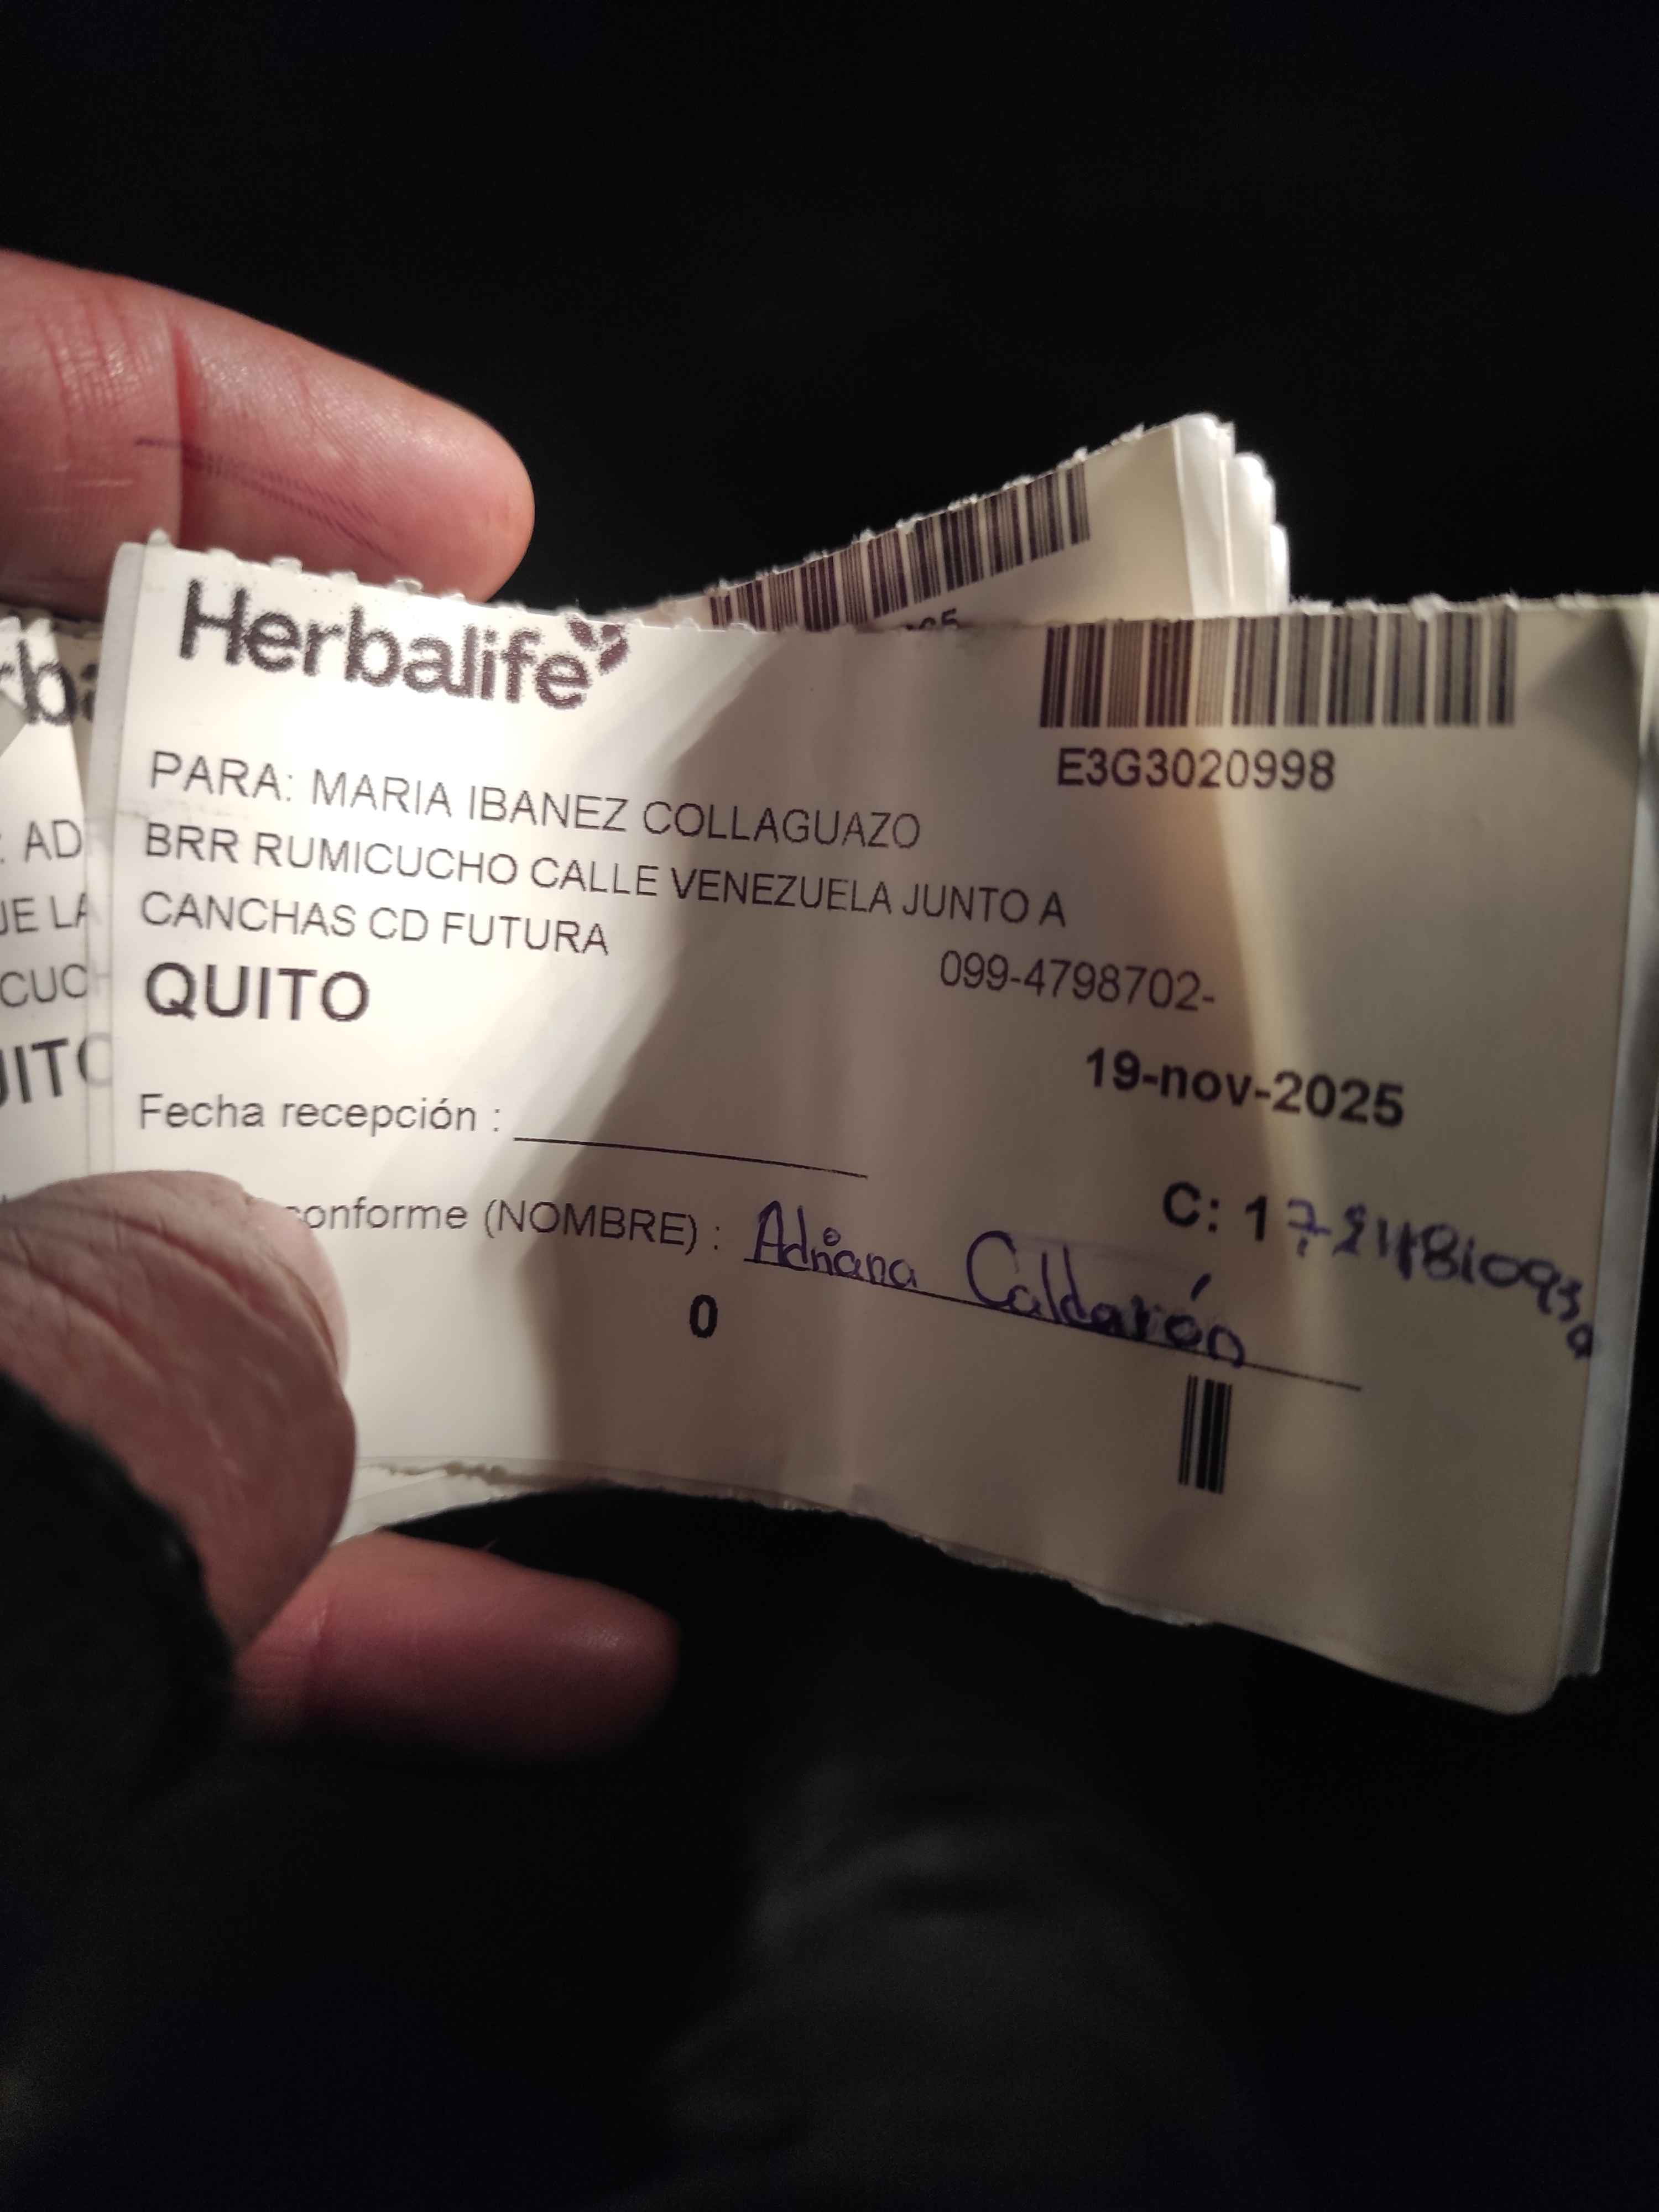 Herbalife
E3G3020998
PARA: MARIA IBANEZ COLLAGUAZO
BRR RUMICUCHO CALLE VENEZUELA JUNTO A
CANCHAS CD FUTURA
099-4798702-
QUITO
19-nov-2025
Fecha recepción :
C: 1
conforme (NOMBRE) : Adriana Calderón
0